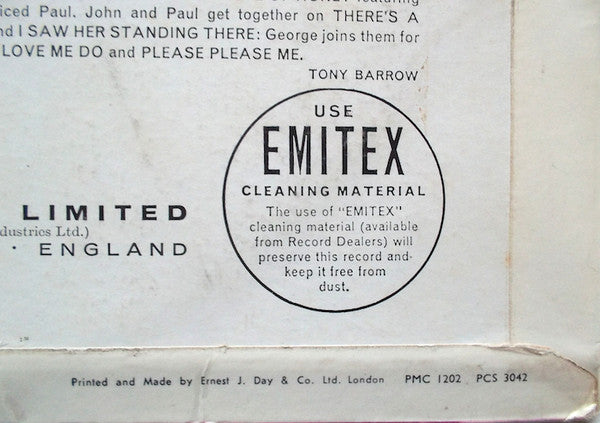 iced Paul. John and Paul get together on THERE'S A
I SAW HER STANDING THERE: George joins them for
LOVE ME DO and PLEASE PLEASE ME.
TONY BARROW
USE
EMITEX
CLEANING MATERIAL
The use of "EMITEX"
cleaning material (available
from Record Dealers) will
preserve this record and
keep it free from
dust.
LIMITED
dustries Ltd.)
· ENGLAND
Printed and Made by Ernest J. Day & Co. Ltd. London PMC 1202 PCS 3042